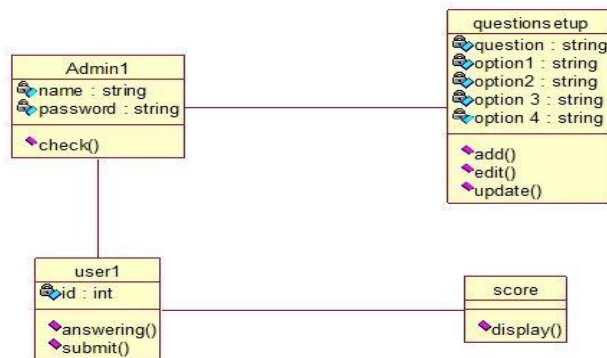 Admin1
name : string
password : string
check()
questionsetup
question : string
option1 : string
option2 : string
option 3 : string
option 4 : string
add()
edit()
update()
user1
id : int
answering()
submit()
score
display()